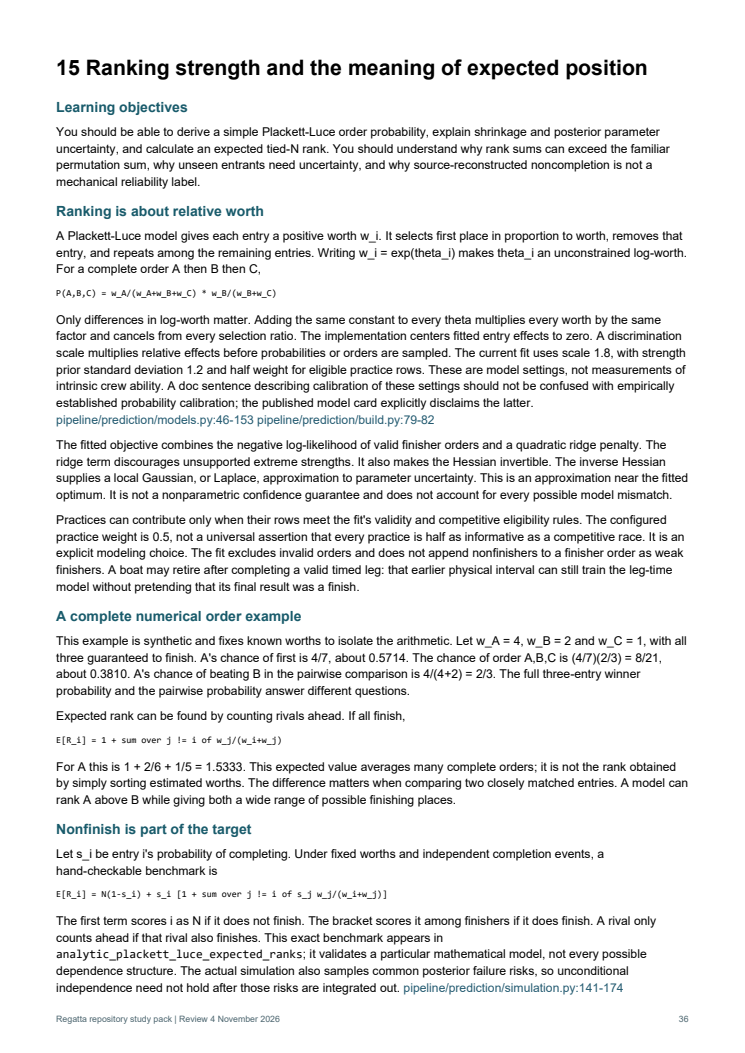 15 Ranking strength and the meaning of expected position
Learning objectives
You should be able to derive a simple Plackett-Luce order probability, explain shrinkage and posterior parameter
uncertainty, and calculate an expected tied-N rank. You should understand why rank sums can exceed the familiar
permutation sum, why unseen entrants need uncertainty, and why source-reconstructed noncompletion is not a
mechanical reliability label.
Ranking is about relative worth
A Plackett-Luce model gives each entry a positive worth w_i. It selects first place in proportion to worth, removes that
entry, and repeats among the remaining entries. Writing w_i = exp(theta_i) makes theta_i an unconstrained log-worth.
For a complete order A then B then C,
P(A,B,C) = w_A/(w_A+w_B+w_C) * w_B/(w_B+w_C)
Only differences in log-worth matter. Adding the same constant to every theta multiplies every worth by the same
factor and cancels from every selection ratio. The implementation centers fitted entry effects to zero. A discrimination
scale multiplies relative effects before probabilities or orders are sampled. The current fit uses scale 1.8, with strength
prior standard deviation 1.2 and half weight for eligible practice rows. These are model settings, not measurements of
intrinsic crew ability. A doc sentence describing calibration of these settings should not be confused with empirically
established probability calibration; the published model card explicitly disclaims the latter.
pipeline/prediction/models.py:46-153 pipeline/prediction/build.py:79-82
The fitted objective combines the negative log-likelihood of valid finisher orders and a quadratic ridge penalty. The
ridge term discourages unsupported extreme strengths. It also makes the Hessian invertible. The inverse Hessian
supplies a local Gaussian, or Laplace, approximation to parameter uncertainty. This is an approximation near the fitted
optimum. It is not a nonparametric confidence guarantee and does not account for every possible model mismatch.
Practices can contribute only when their rows meet the fit's validity and competitive eligibility rules. The configured
practice weight is 0.5, not a universal assertion that every practice is half as informative as a competitive race. It is an
explicit modeling choice. The fit excludes invalid orders and does not append nonfinishers to a finisher order as weak
finishers. A boat may retire after completing a valid timed leg: that earlier physical interval can still train the leg-time
model without pretending that its final result was a finish.
A complete numerical order example
This example is synthetic and fixes known worths to isolate the arithmetic. Let w_A = 4, w_B = 2 and w_C = 1, with all
three guaranteed to finish. A's chance of first is 4/7, about 0.5714. The chance of order A,B,C is (4/7)(2/3) = 8/21,
about 0.3810. A's chance of beating B in the pairwise comparison is 4/(4+2) = 2/3. The full three-entry winner
probability and the pairwise probability answer different questions.
Expected rank can be found by counting rivals ahead. If all finish,
E[R_i] = 1 + sum over j != i of w_j/(w_i+w_j)
For A this is 1 + 2/6 + 1/5 = 1.5333. This expected value averages many complete orders; it is not the rank obtained
by simply sorting estimated worths. The difference matters when comparing two closely matched entries. A model can
rank A above B while giving both a wide range of possible finishing places.
Nonfinish is part of the target
Let s_i be entry i's probability of completing. Under fixed worths and independent completion events, a
hand-checkable benchmark is
E[R_i] = N(1-s_i) + s_i [1 + sum over j != i of s_j w_j/(w_i+w_j)]
The first term scores i as N if it does not finish. The bracket scores it among finishers if it does finish. A rival only
counts ahead if that rival also finishes. This exact benchmark appears in
analytic_plackett_luce_expected_ranks; it validates a particular mathematical model, not every possible
dependence structure. The actual simulation also samples common posterior failure risks, so unconditional
independence need not hold after those risks are integrated out. pipeline/prediction/simulation.py:141-174
Regatta repository study pack | Review 4 November 2026
36